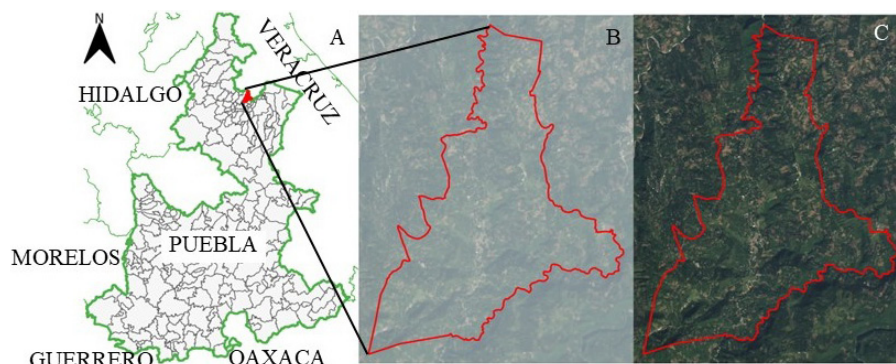 N
A
B
C
VERACRUZ
HIDALGO
MORELOS
PUEBLA
GUERRERO
OAXACA